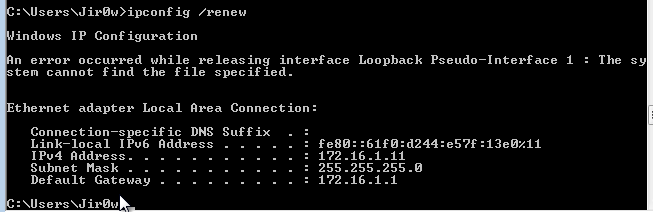 C:\Users\Jir0w>ipconfig /renew
Windows IP Configuration
An error occurred while releasing interface Loopback Pseudo-Interface 1 : The sy
stem cannot find the file specified.
Ethernet adapter Local Area Connection:
Connection-specific DNS Suffix  . :
Link-local IPv6 Address . . . . . : fe80::61f0:d244:e57f:13e0%11
IPv4 Address. . . . . . . . . . . : 172.16.1.11
Subnet Mask . . . . . . . . . . . : 255.255.255.0
Default Gateway . . . . . . . . . : 172.16.1.1
C:\Users\Jir0w>